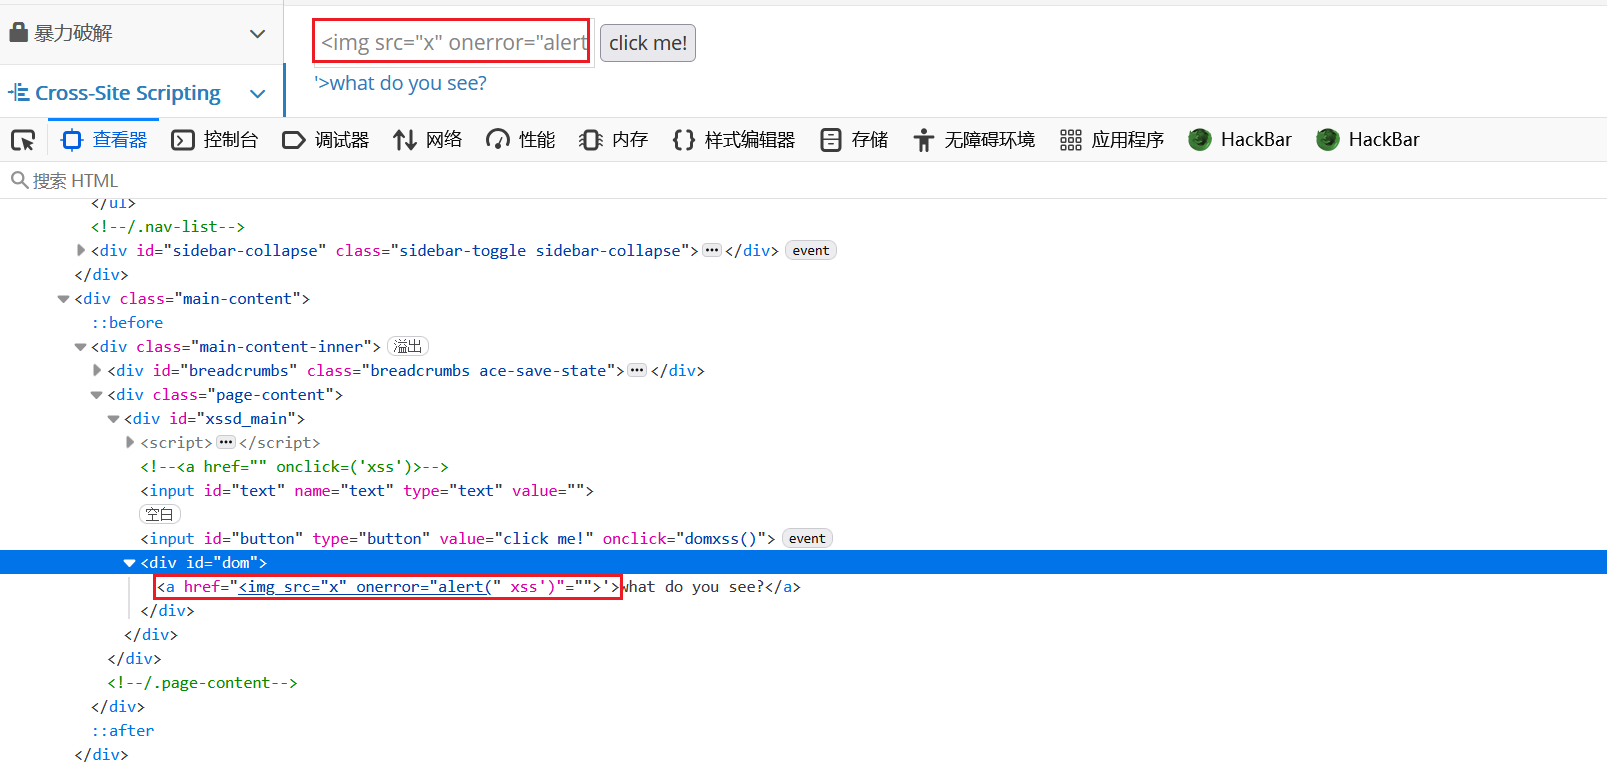 暴力破解
<img src="x" onerror="alert
click me!
Cross-Site Scripting
'>what do you see?
查看器 控制台 调试器 网络 性能 内存 样式编辑器 存储 无障碍环境 应用程序 HackBar HackBar
搜索 HTML
</ul>
<!--/.nav-list-->
<div id="sidebar-collapse" class="sidebar-toggle sidebar-collapse">···</div> event
</div>
<div class="main-content">
::before
<div class="main-content-inner"> 溢出
<div id="breadcrumbs" class="breadcrumbs ace-save-state">···</div>
<div class="page-content">
<div id="xssd_main">
<script>···</script>
<!--<a href="" onclick=('xss')>-->
<input id="text" name="text" type="text" value="">
空白
<input id="button" type="button" value="click me!" onclick="domxss()"> event
<div id="dom">
<a href="<img src="x" onerror="alert(" xss')"="">'>what do you see?</a>
</div>
</div>
</div>
<!--/.page-content-->
</div>
::after
</div>